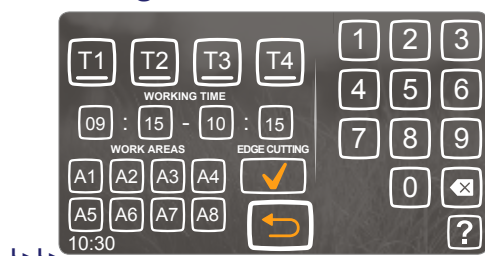 T1 T2 T3 T4
WORKING TIME
09 : 15 - 10 : 15
WORK AREAS EDGE CUTTING
A1 A2 A3 A4
A5 A6 A7 A8
10:30
1 2 3
4 5 6
7 8 9
0
?